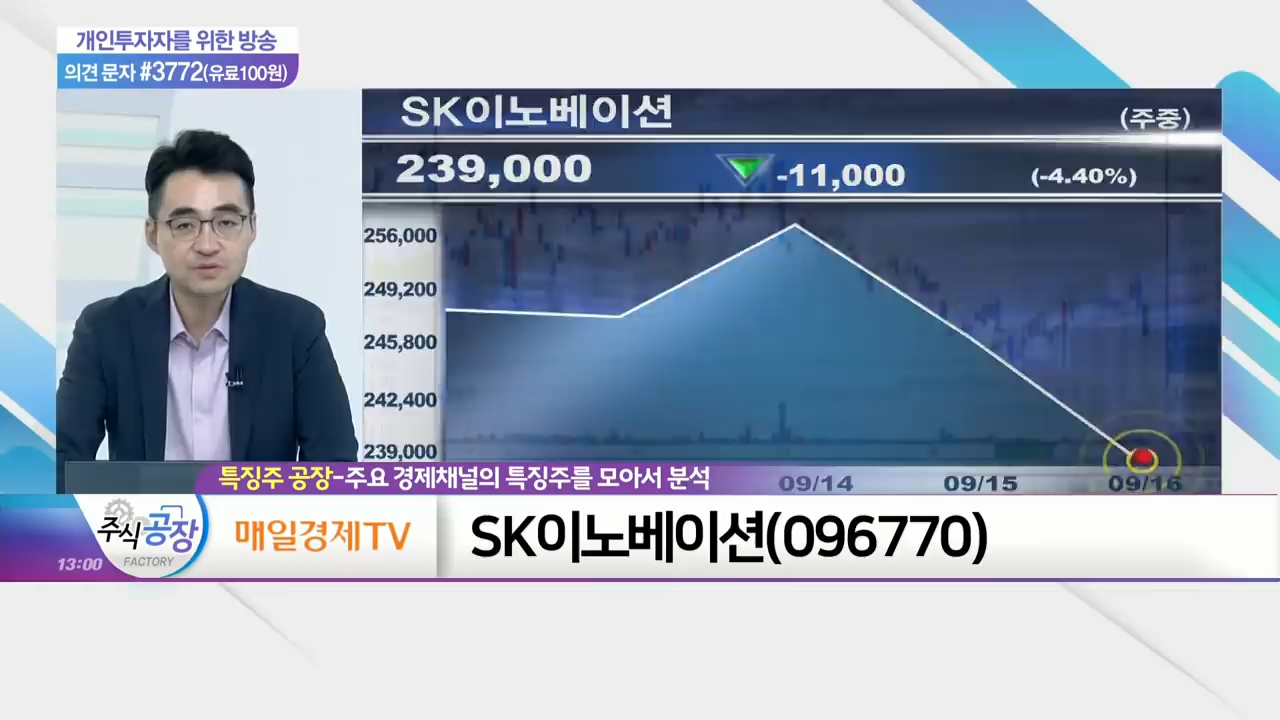 개인투자자를 위한 방송
의견 문자 #3772(유료100원)
SK이노베이션
(주중)
239,000
-11,000
(-4.40%)
256,000
249,200
245,800
242,400
239,000
09/14
09/15
09/16
특징주 공장-주요 경제채널의 특징주를 모아서 분석
주식공장
FACTORY
13:00
매일경제TV
SK이노베이션(096770)